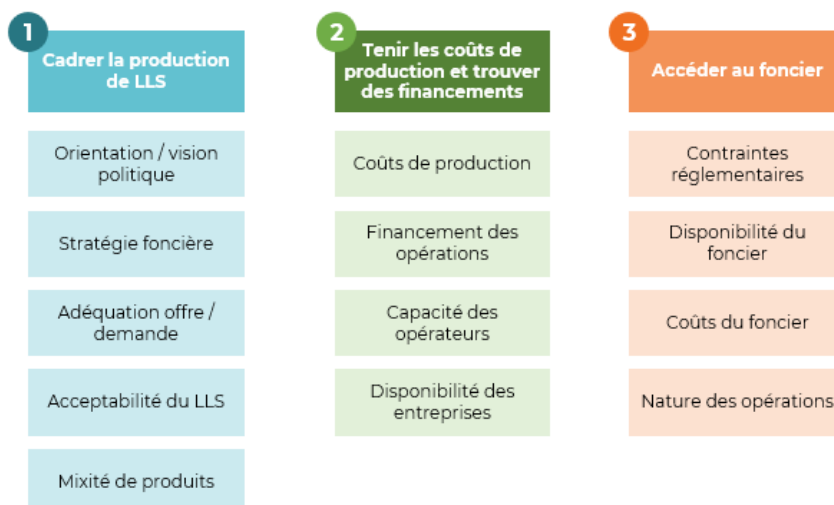 1
Cadrer la production
de LLS
Orientation / vision
politique
Stratégie foncière
Adéquation offre /
demande
Acceptabilité du LLS
Mixité de produits
2
Tenir les coûts de
production et trouver
des financements
Coûts de production
Financement des
opérations
Capacité des
opérateurs
Disponibilité des
entreprises
3
Accéder au foncier
Contraintes
réglementaires
Disponibilité du
foncier
Coûts du foncier
Nature des opérations